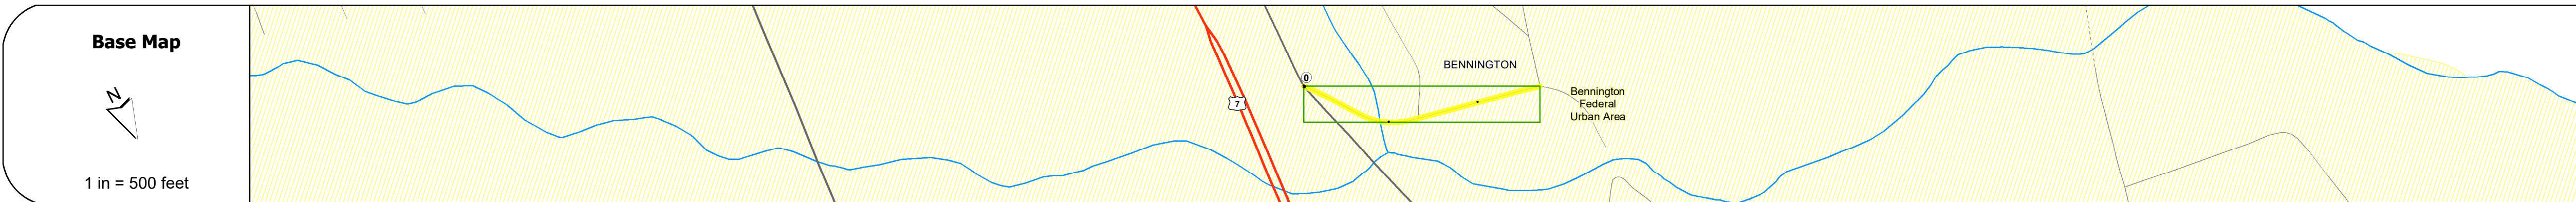 Base Map
N
1 in = 500 feet
7
0
BENNINGTON
Bennington
Federal
Urban Area